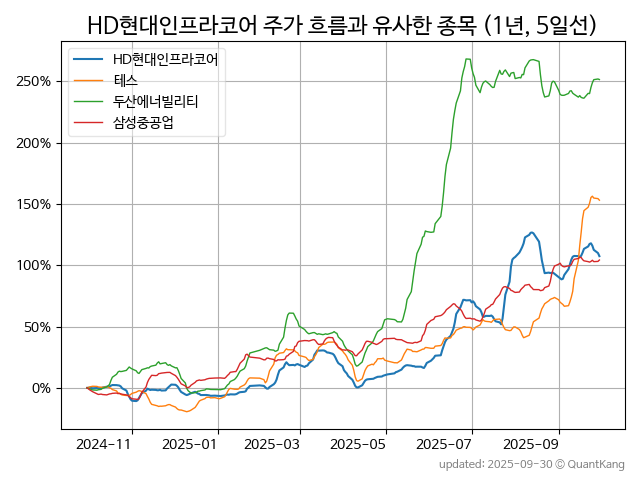 HD현대인프라코어 주가 흐름과 유사한 종목 (1년, 5일선)
HD현대인프라코어
테스
두산에너빌리티
삼성중공업
250%
200%
150%
100%
50%
0%
2024-11 2025-01 2025-03 2025-05 2025-07 2025-09
updated: 2025-09-30 © QuantKang